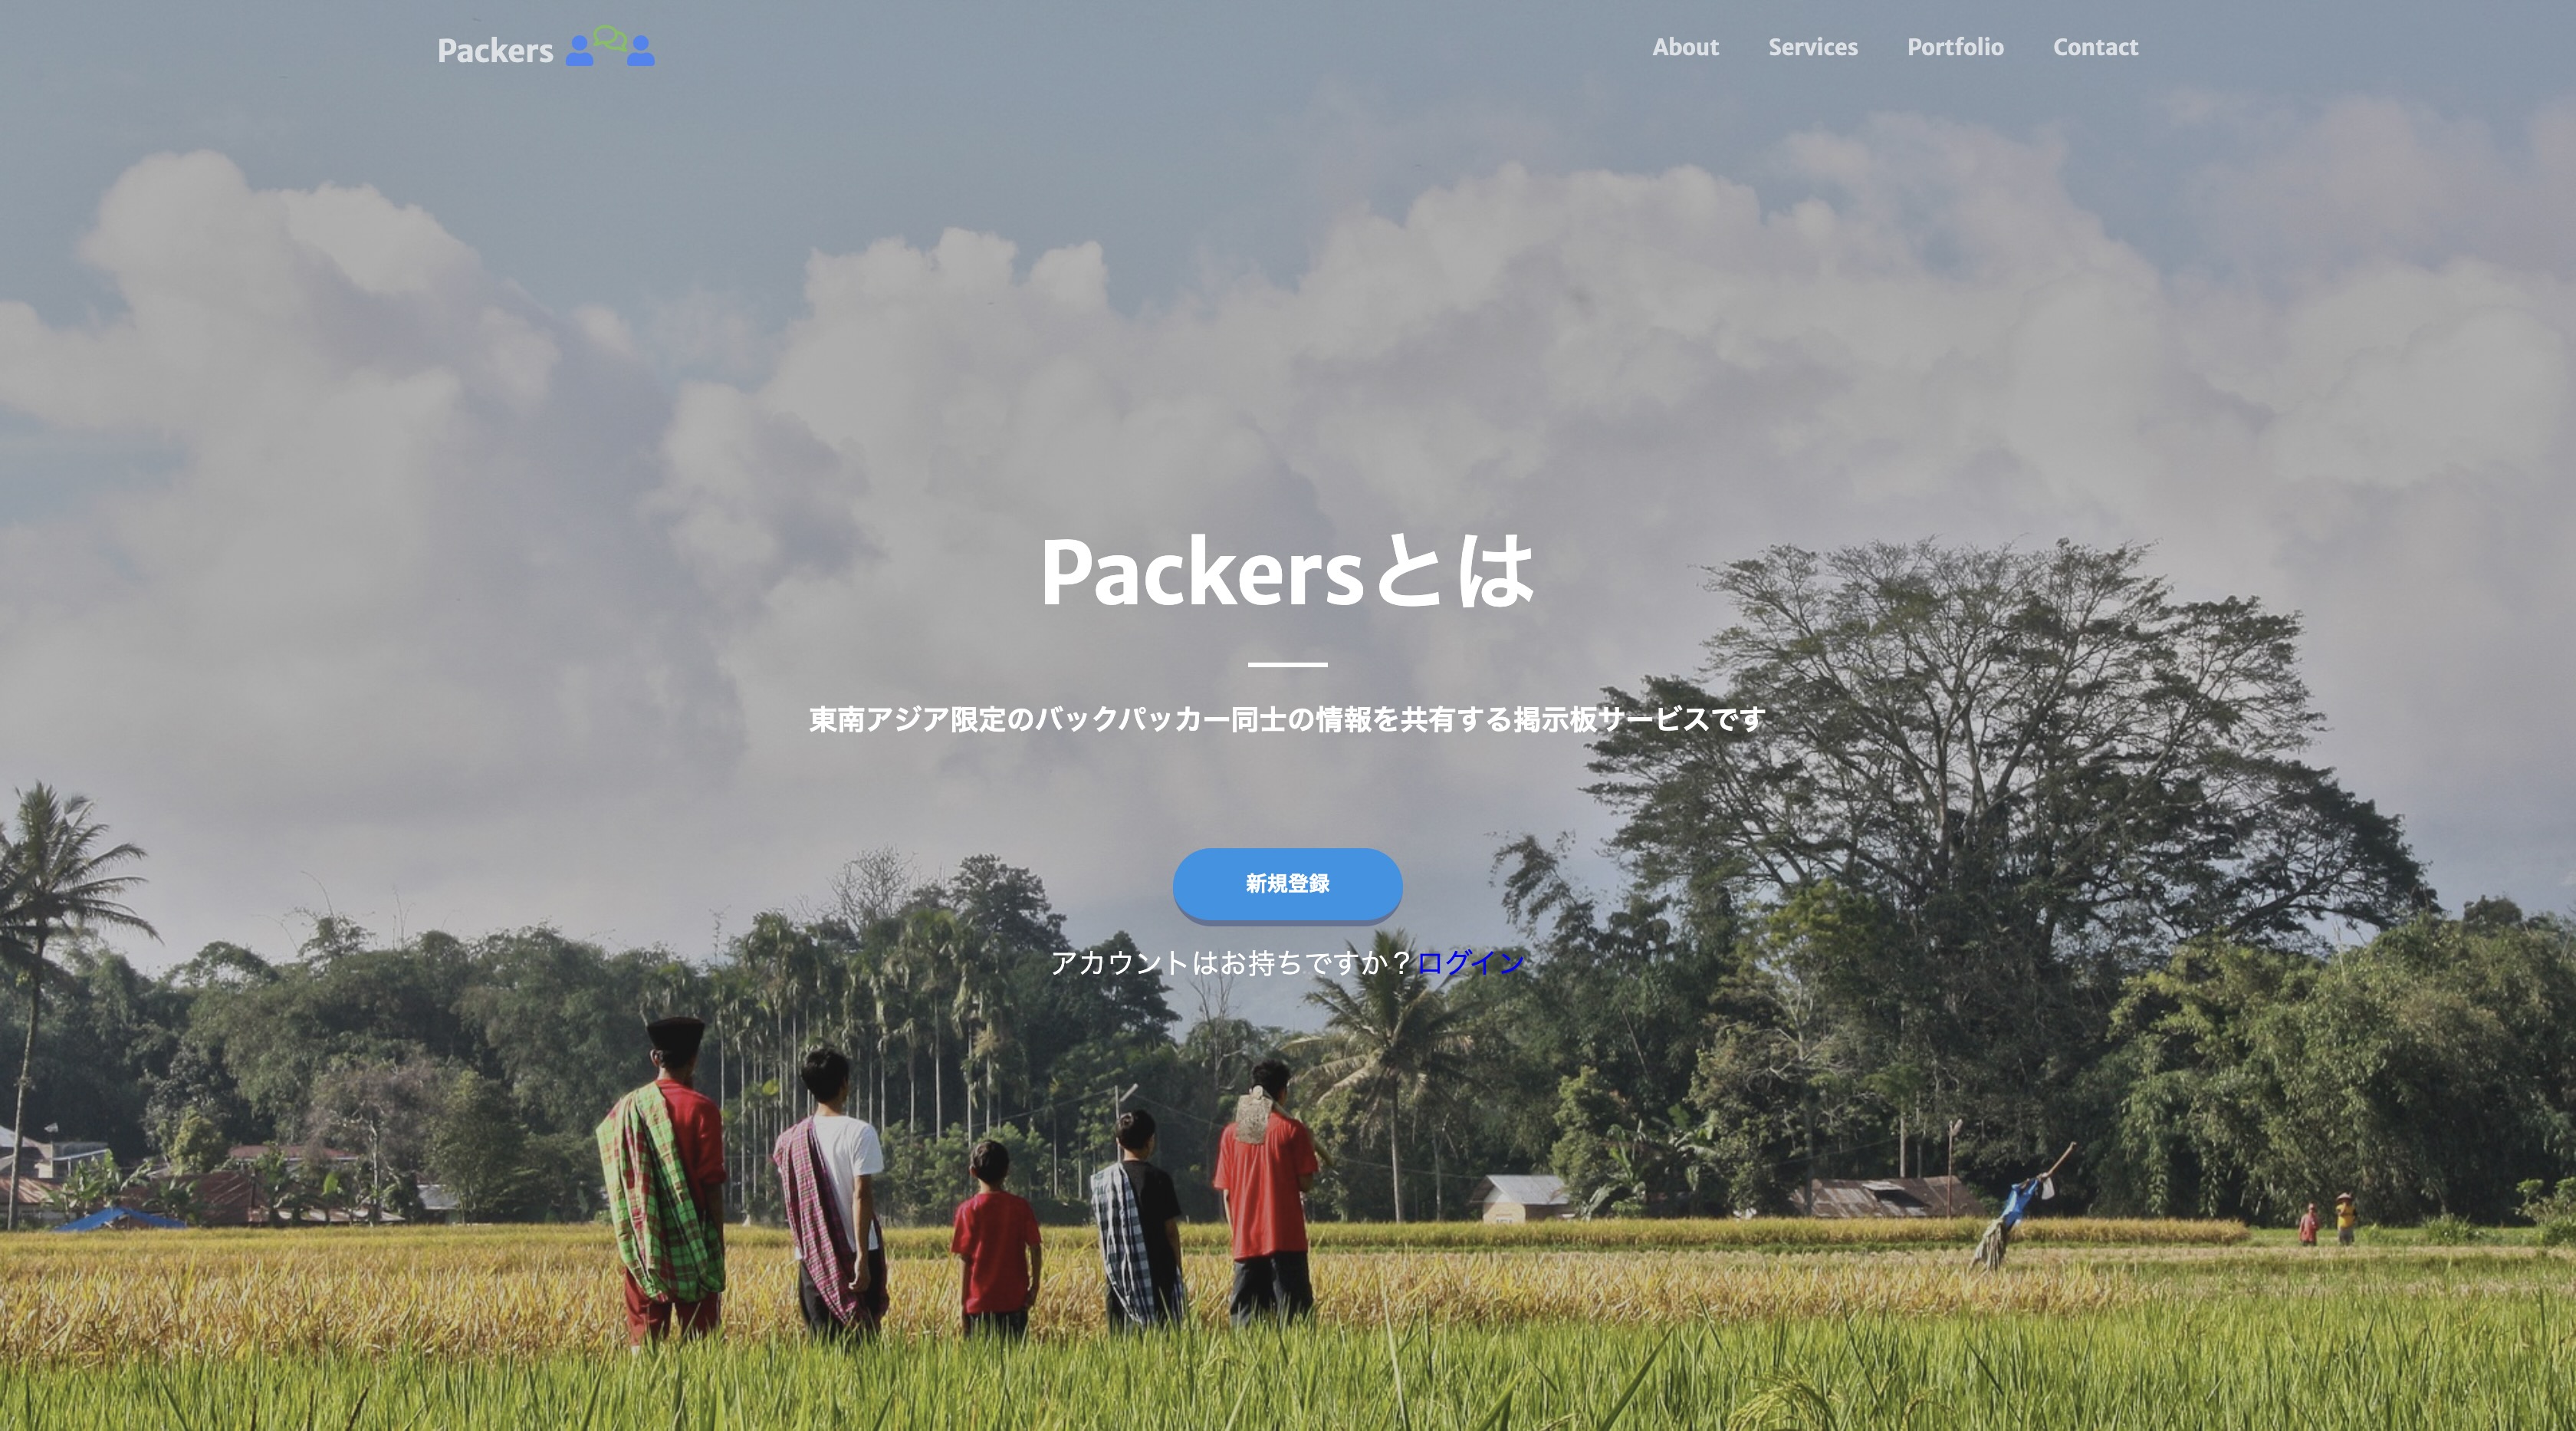 Packers
About
Services
Portfolio
Contact
Packersとは
東南アジア限定のバックパッカー同士の情報を共有する掲示板サービスです
新規登録
アカウントはお持ちですか？ログイン